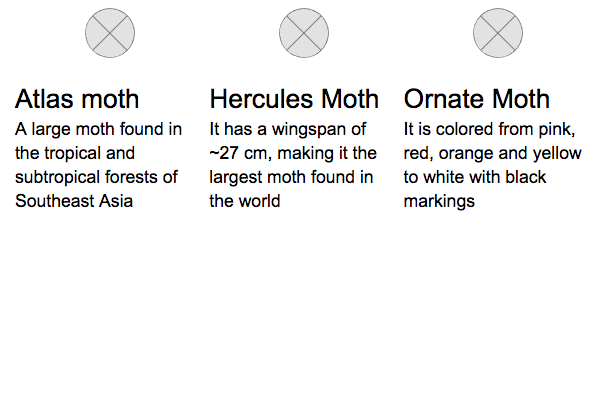 Atlas moth
A large moth found in
the tropical and
subtropical forests of
Southeast Asia
Hercules Moth
It has a wingspan of
~27 cm, making it the
largest moth found in
the world
Ornate Moth
It is colored from pink,
red, orange and yellow
to white with black
markings